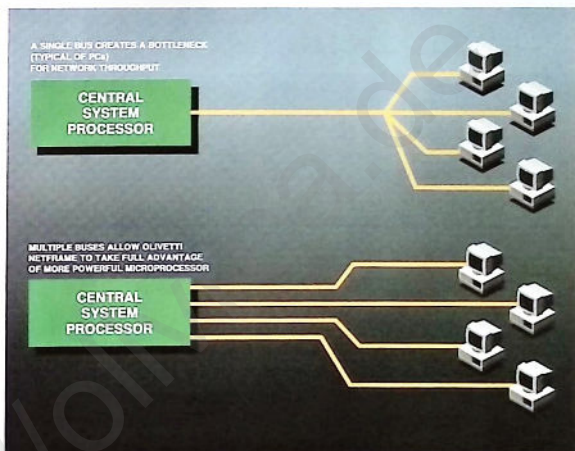 A SINGLE BUS CREATES A BOTTLENECK
(TYPICAL OF PCs)
FOR NETWORK THROUGHPUT
CENTRAL
SYSTEM
PROCESSOR
MULTIPLE BUSES ALLOW OLIVETTI
NETFRAME TO TAKE FULL ADVANTAGE
OF MORE POWERFUL MICROPROCESSOR
CENTRAL
SYSTEM
PROCESSOR